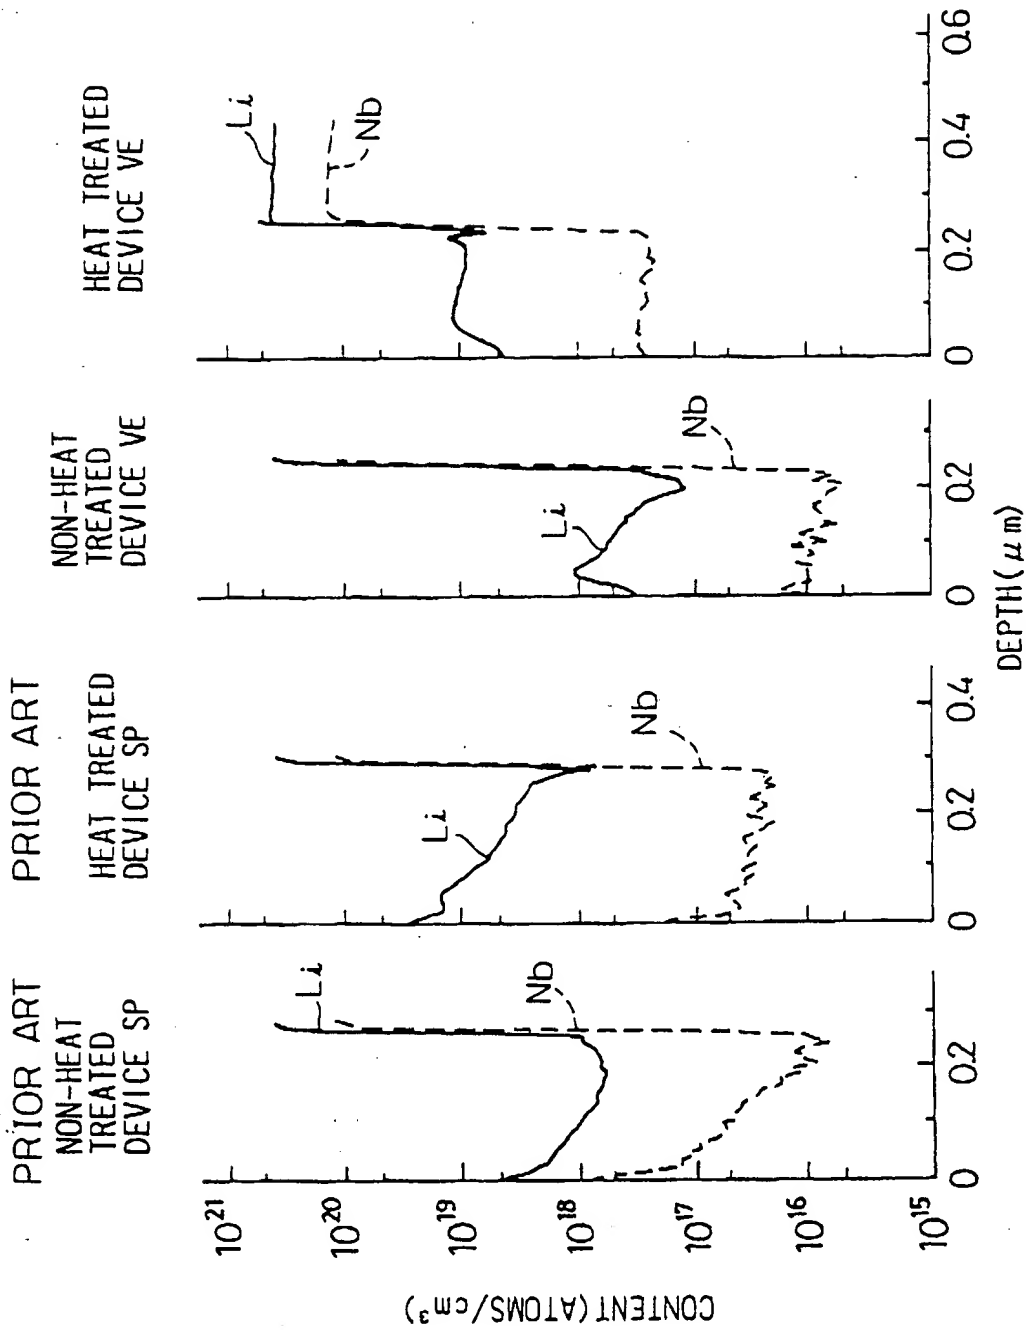 PRIOR ART
NON-HEAT
TREATED
DEVICE SP
PRIOR ART
HEAT TREATED
DEVICE SP
NON-HEAT
TREATED
DEVICE VE
HEAT TREATED
DEVICE VE
CONTENT (ATOMS/cm³)
10²¹
10²⁰
10¹⁹
10¹⁸
10¹⁷
10¹⁶
10¹⁵
Li
Nb
0
0.2
Li
Nb
0
0.2
0.4
Li
Nb
0
0.2
Li
Nb
0
0.2
0.4
0.6
DEPTH (μm)